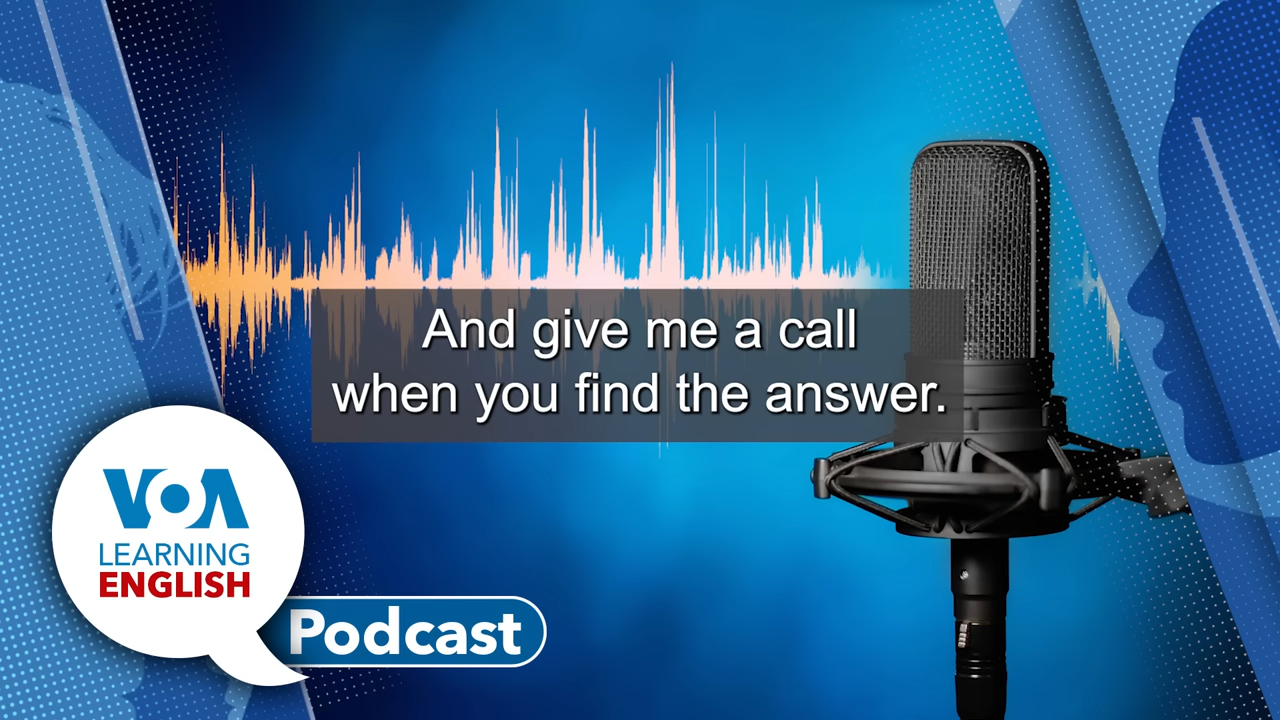 And give me a call
when you find the answer.
VOA
LEARNING
ENGLISH
Podcast